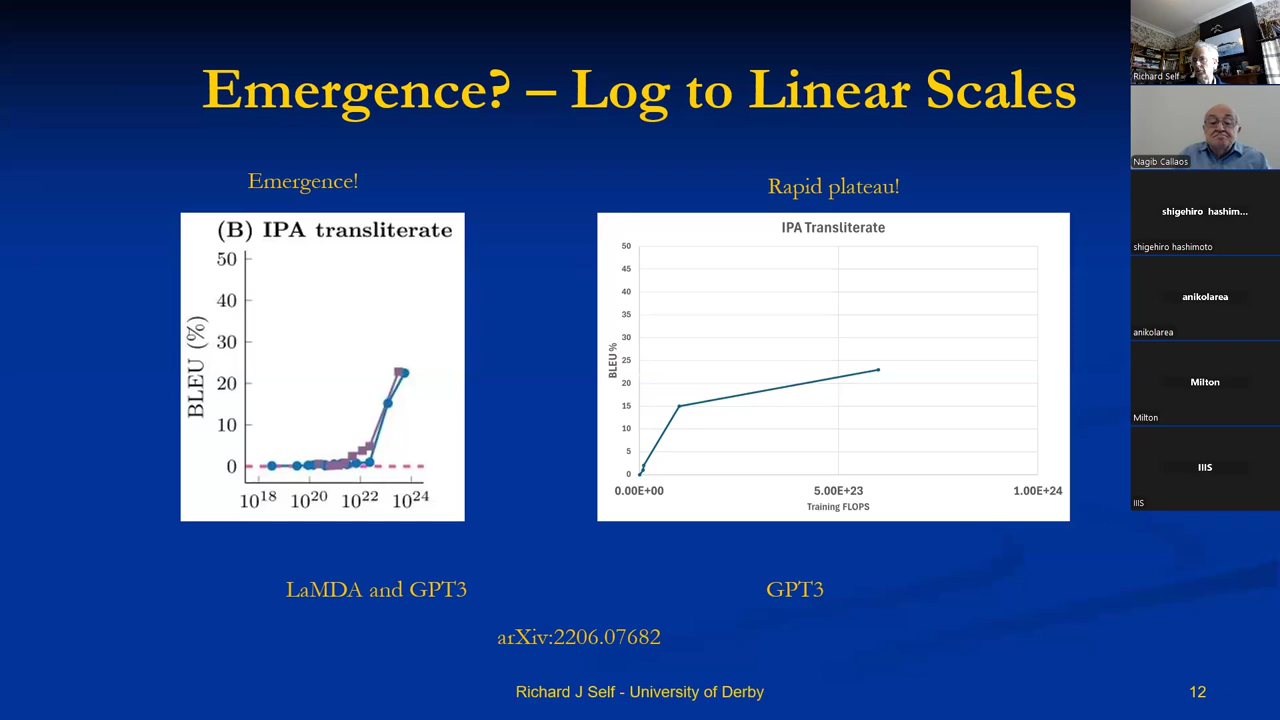 Emergence? – Log to Linear Scales
Emergence!
Rapid plateau!
(B) IPA transliterate
50
40
30
20
10
0
BLEU (%)
10¹⁸ 10²⁰ 10²² 10²⁴
IPA Transliterate
50
45
40
35
30
25
20
15
10
5
0
BLEU %
0.00E+00 5.00E+23 1.00E+24
Training FLOPS
LaMDA and GPT3
GPT3
arXiv:2206.07682
Richard J Self - University of Derby
12
Richard Self
Nagib Callaos
shigehiro hashim...
shigehiro hashimoto
anikolarea
anikolarea
Milton
Milton
IIIS
IIIS